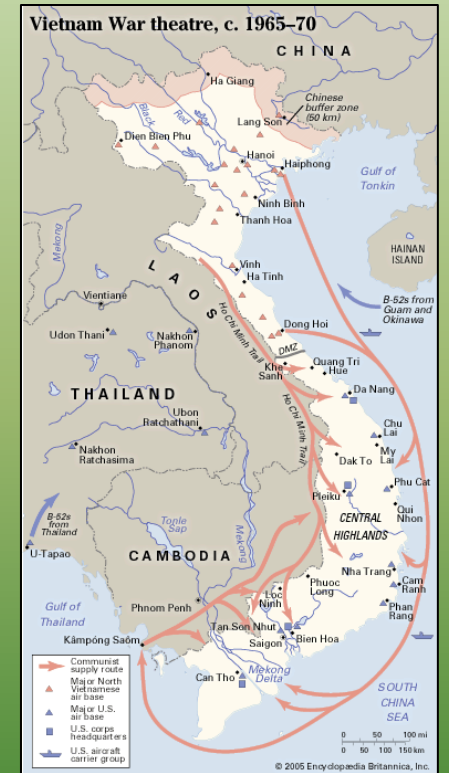 Vietnam War theatre, c. 1965–70
CHINA
Ha Giang
Chinese
buffer zone
(50 km)
Black
Red
Lang Son
Dien Bien Phu
Hanoi
Haiphong
Gulf of
Tonkin
Ninh Binh
Thanh Hoa
HAINAN
ISLAND
Mekong
Vinh
Ha Tinh
LAOS
Vientiane
B-52s from
Guam and
Okinawa
Ho Chi Minh Trail
Dong Hoi
Udon Thani
Nakhon
Phanom
DMZ
Khe
Sanh
Quang Tri
Hue
THAILAND
Da Nang
Ho Chi Minh Trail
Ubon
Ratchathani
Chu
Lai
My
Lai
Nakhon
Ratchasima
Dak To
Phu Cat
Pleiku
B-52s
from
Thailand
Qui
Nhon
CENTRAL
HIGHLANDS
Tonle
Sap
Mekong
U-Tapao
CAMBODIA
Nha Trang
Cam
Ranh
Phuoc
Long
Loc
Ninh
Gulf of
Thailand
Phnom Penh
Phan
Rang
Tan Son Nhut
Kâmpóng Saôm
Saigon
Bien Hoa
Can Tho
Mekong
Delta
SOUTH
CHINA
SEA
Communist
supply route
Major North
Vietnamese
air base
Major U.S.
air base
U.S. corps
headquarters
U.S. aircraft
carrier group
0 50 100 mi
0 50 100 150 km
© 2005 Encyclopædia Britannica, Inc.